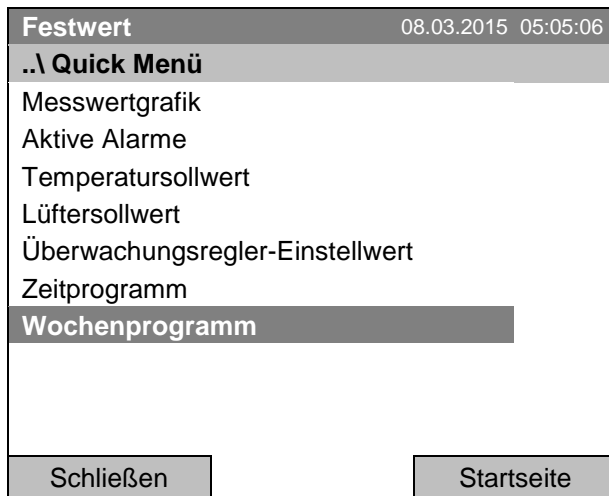 Festwert 08.03.2015 05:05:06
..\ Quick Menü
Messwertgrafik
Aktive Alarme
Temperatursollwert
Lüftersollwert
Überwachungsregler-Einstellwert
Zeitprogramm
Wochenprogramm
Schließen Startseite